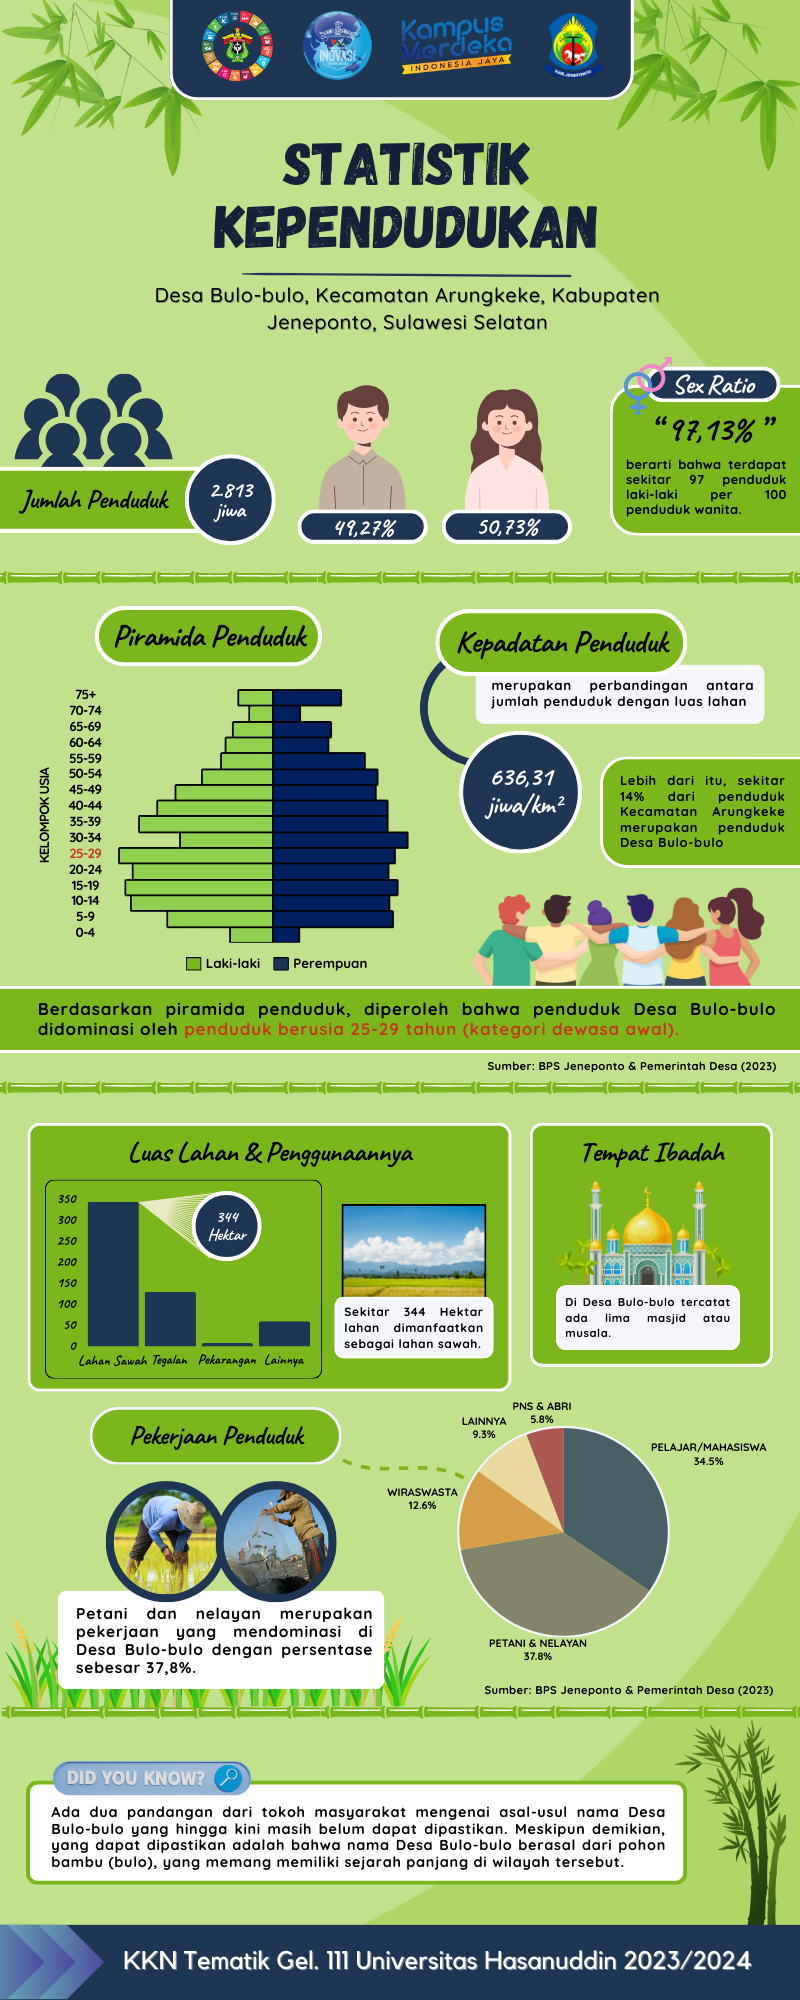 INOVASI
Kampus
Merdeka
INDONESIA JAYA
KAB. JENEPONTO
STATISTIK
KEPENDUDUKAN
Desa Bulo-bulo, Kecamatan Arungkeke, Kabupaten
Jeneponto, Sulawesi Selatan
Jumlah Penduduk
2.813
jiwa
49,27%
50,73%
Sex Ratio
“97,13%”
berarti bahwa terdapat
sekitar 97 penduduk
laki-laki per 100
penduduk wanita.
Piramida Penduduk
KELOMPOK USIA
75+
70-74
65-69
60-64
55-59
50-54
45-49
40-44
35-39
30-34
25-29
20-24
15-19
10-14
5-9
0-4
Laki-laki
Perempuan
Kepadatan Penduduk
merupakan perbandingan antara
jumlah penduduk dengan luas lahan
636,31
jiwa/km²
Lebih dari itu, sekitar
14% dari penduduk
Kecamatan Arungkeke
merupakan penduduk
Desa Bulo-bulo
Berdasarkan piramida penduduk, diperoleh bahwa penduduk Desa Bulo-bulo
didominasi oleh penduduk berusia 25-29 tahun (kategori dewasa awal).
Sumber: BPS Jeneponto & Pemerintah Desa (2023)
Luas Lahan & Penggunaannya
350
300
250
200
150
100
50
0
344
Hektar
Lahan Sawah Tegalan Pekarangan Lainnya
Sekitar 344 Hektar
lahan dimanfaatkan
sebagai lahan sawah.
Tempat Ibadah
Di Desa Bulo-bulo tercatat
ada lima masjid atau
musala.
Pekerjaan Penduduk
Petani dan nelayan merupakan
pekerjaan yang mendominasi di
Desa Bulo-bulo dengan persentase
sebesar 37,8%.
PNS & ABRI
5.8%
LAINNYA
9.3%
PELAJAR/MAHASISWA
34.5%
WIRASWASTA
12.6%
PETANI & NELAYAN
37.8%
Sumber: BPS Jeneponto & Pemerintah Desa (2023)
DID YOU KNOW?
Ada dua pandangan dari tokoh masyarakat mengenai asal-usul nama Desa
Bulo-bulo yang hingga kini masih belum dapat dipastikan. Meskipun demikian,
yang dapat dipastikan adalah bahwa nama Desa Bulo-bulo berasal dari pohon
bambu (bulo), yang memang memiliki sejarah panjang di wilayah tersebut.
KKN Tematik Gel. 111 Universitas Hasanuddin 2023/2024